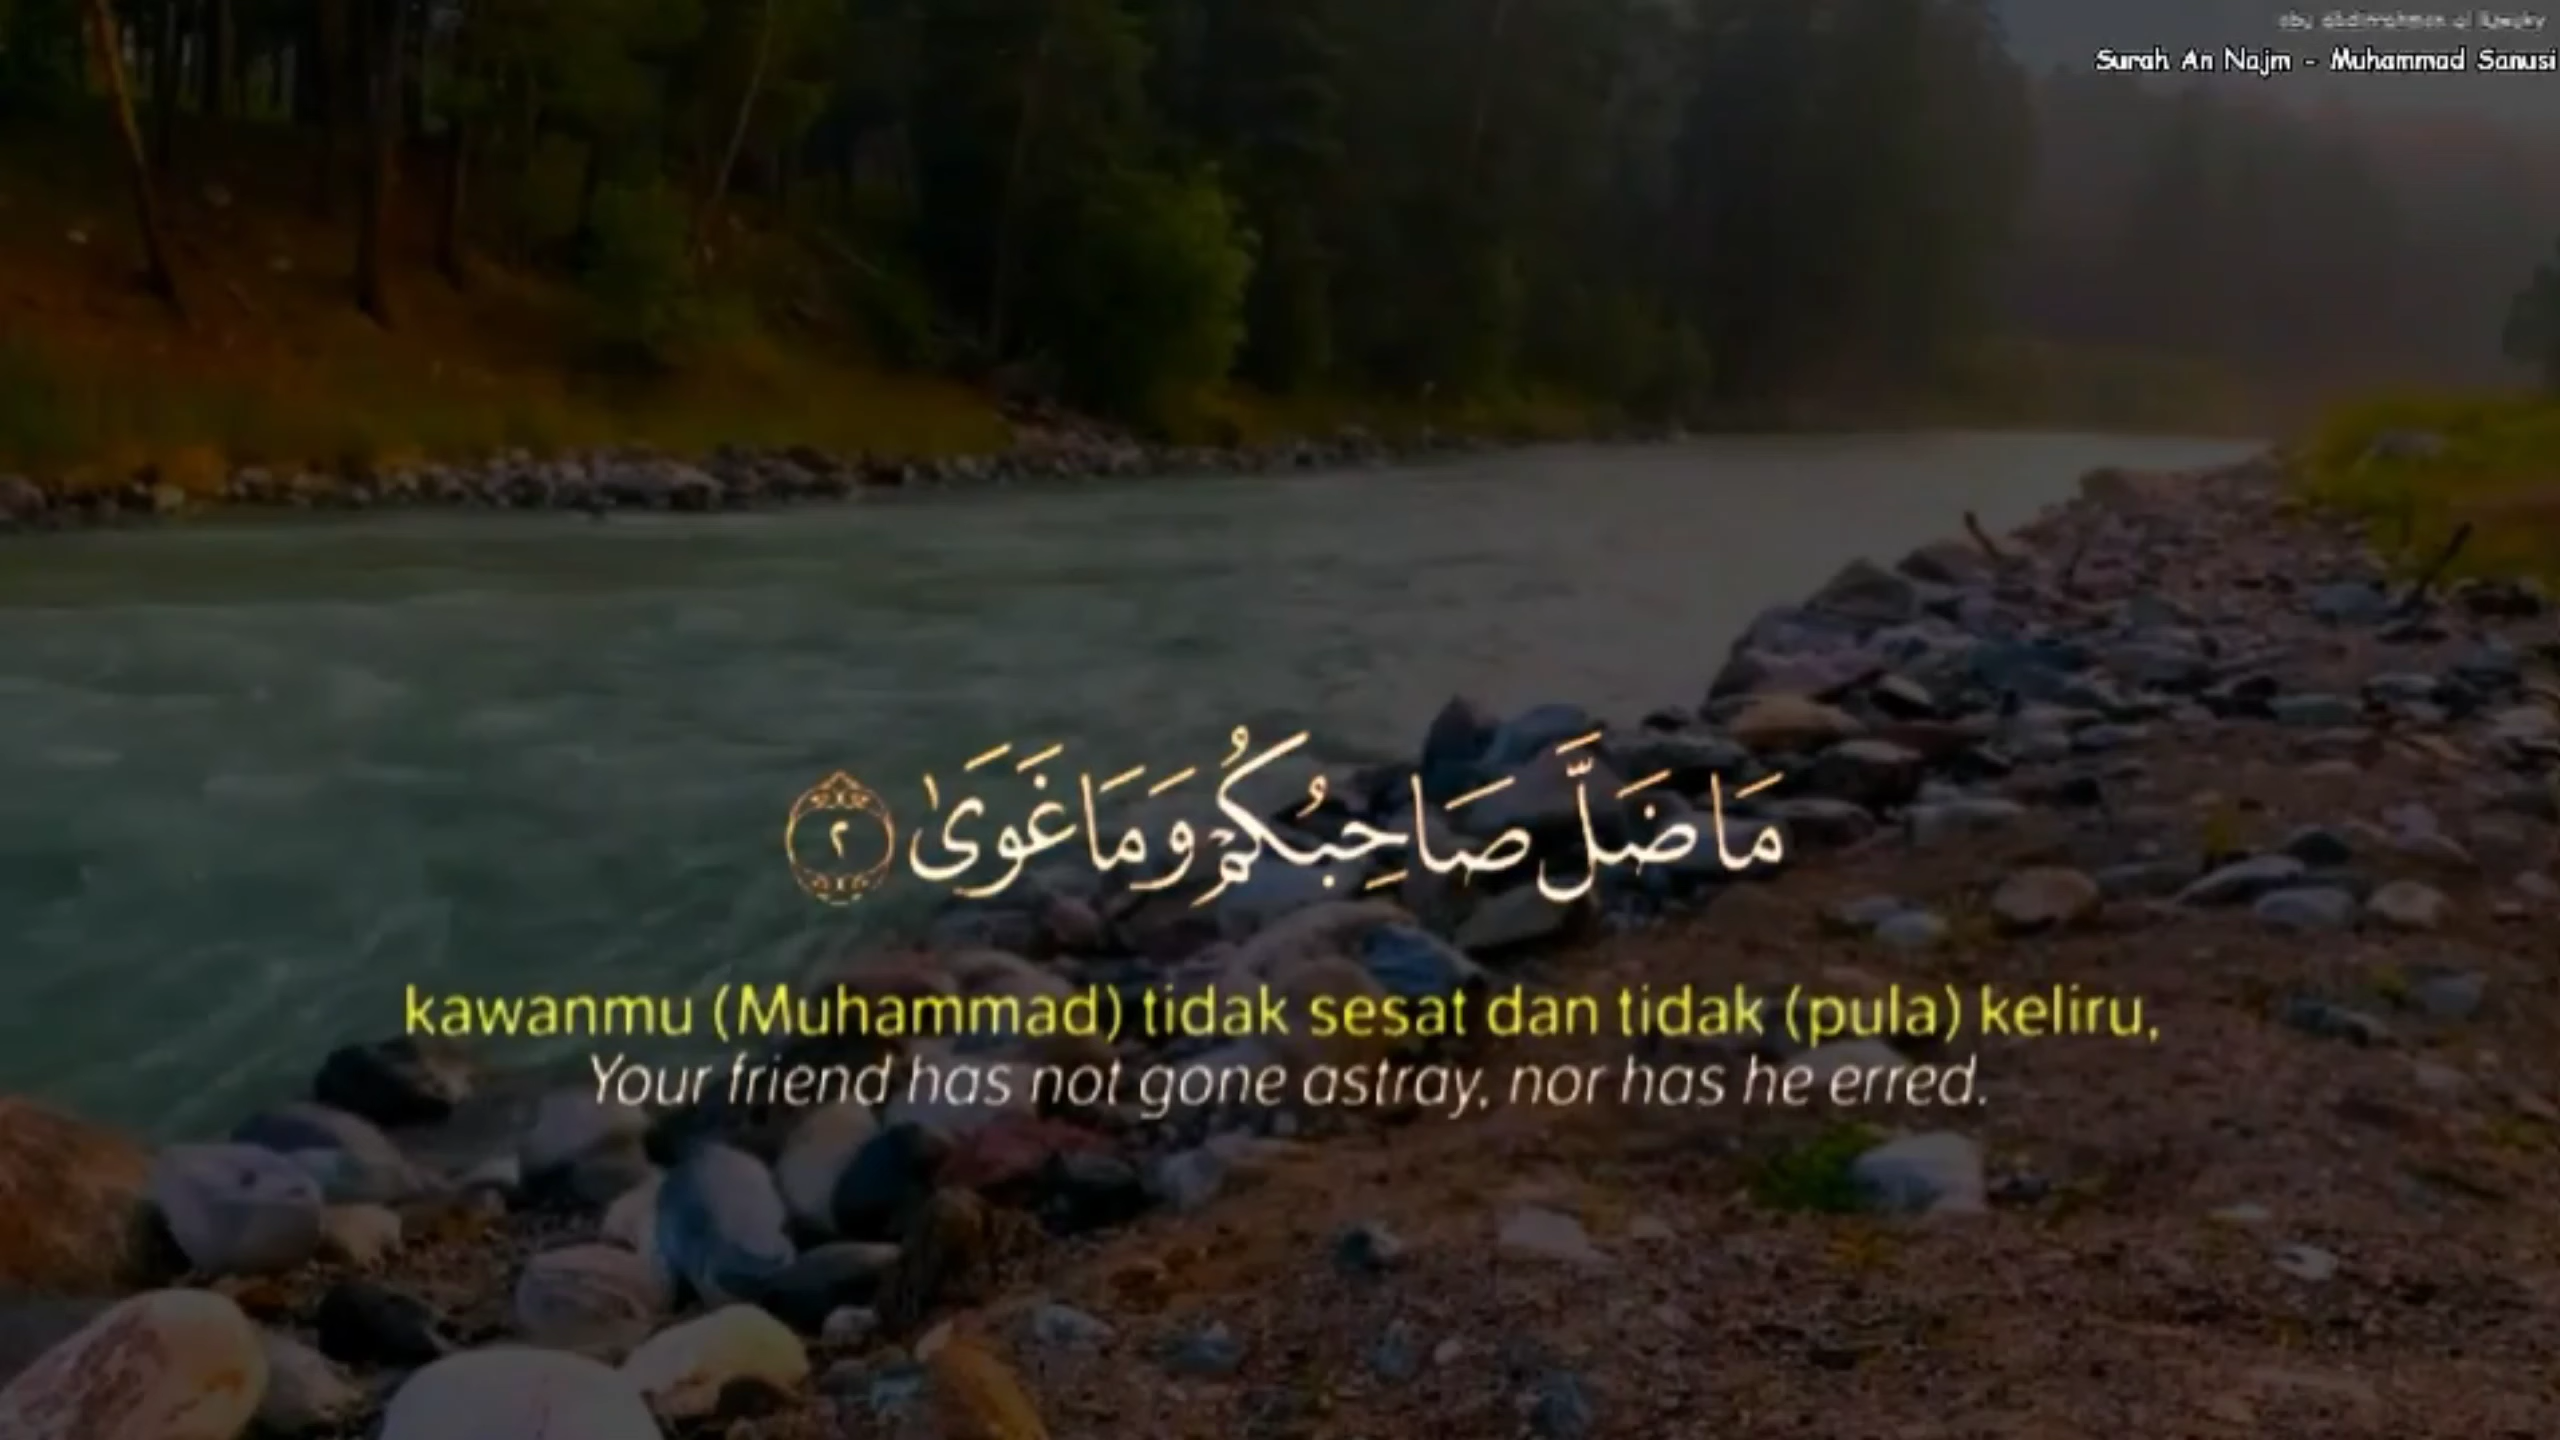 Surah An Najm - Muhammad Sanusi
مَا ضَلَّ صَاحِبُكُمْ وَمَا غَوَىٰ ٢
kawanmu (Muhammad) tidak sesat dan tidak (pula) keliru,
Your friend has not gone astray, nor has he erred.